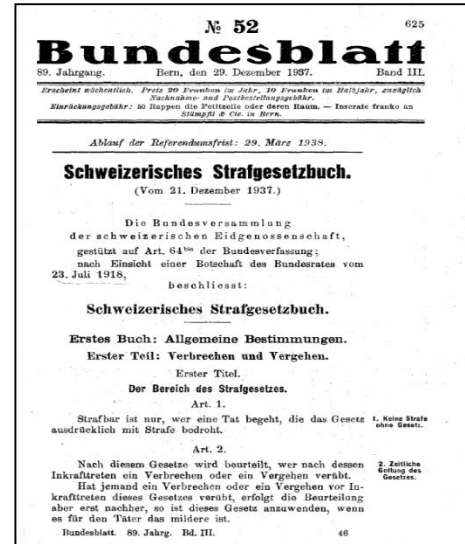 № 52
625
Bundesblatt
89. Jahrgang. Bern, den 29. Dezember 1937. Band III.
Erscheint wöchentlich. Preis 20 Franken im Jahr, 10 Franken im Halbjahr, zuzüglich
Nachnahme- und Postbestellungsgebühr.
Einrückungsgebühr: 50 Rappen die Petitzeile oder deren Raum. — Inserate franko an
Stämpfli & Cie. in Bern.
Ablauf der Referendumsfrist: 29. März 1938.
Schweizerisches Strafgesetzbuch.
(Vom 21. Dezember 1937.)
Die Bundesversammlung
der schweizerischen Eidgenossenschaft,
gestützt auf Art. 64bis der Bundesverfassung;
nach Einsicht einer Botschaft des Bundesrates vom
23. Juli 1918,
beschliesst:
Schweizerisches Strafgesetzbuch.
Erstes Buch: Allgemeine Bestimmungen.
Erster Teil: Verbrechen und Vergehen.
Erster Titel.
Der Bereich des Strafgesetzes.
Art. 1.
Strafbar ist nur, wer eine Tat begeht, die das Gesetz
ausdrücklich mit Strafe bedroht.
1. Keine Strafe
ohne Gesetz.
Art. 2.
Nach diesem Gesetze wird beurteilt, wer nach dessen
Inkrafttreten ein Verbrechen oder ein Vergehen verübt.
2. Zeitliche
Geltung des
Gesetzes.
Hat jemand ein Verbrechen oder ein Vergehen vor In-
krafttreten dieses Gesetzes verübt, erfolgt die Beurteilung
aber erst nachher, so ist dieses Gesetz anzuwenden, wenn
es für den Täter das mildere ist.
Bundesblatt. 89. Jahrg. Bd. III.
46